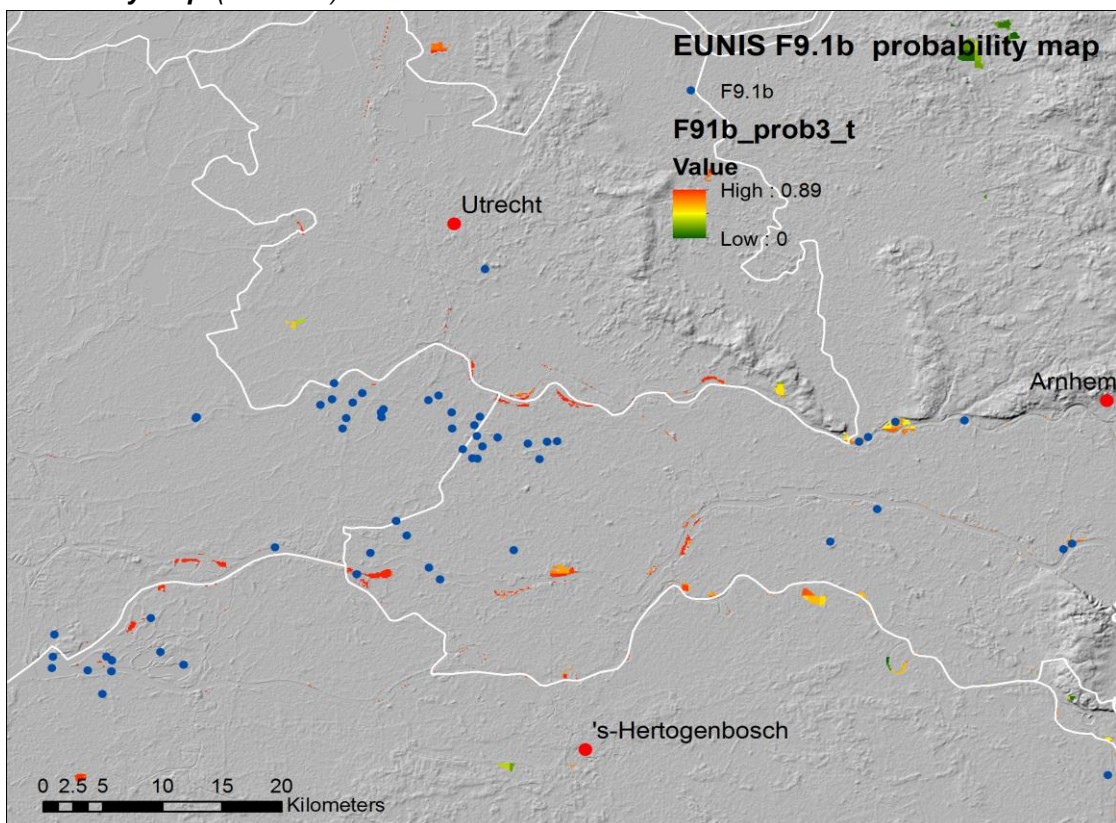 EUNIS F9.1b probability map
F9.1b
F91b_prob3_t
Value
High : 0.89
Low : 0
Utrecht
Arnhem
's-Hertogenbosch
0 2.5 5 10 15 20
Kilometers